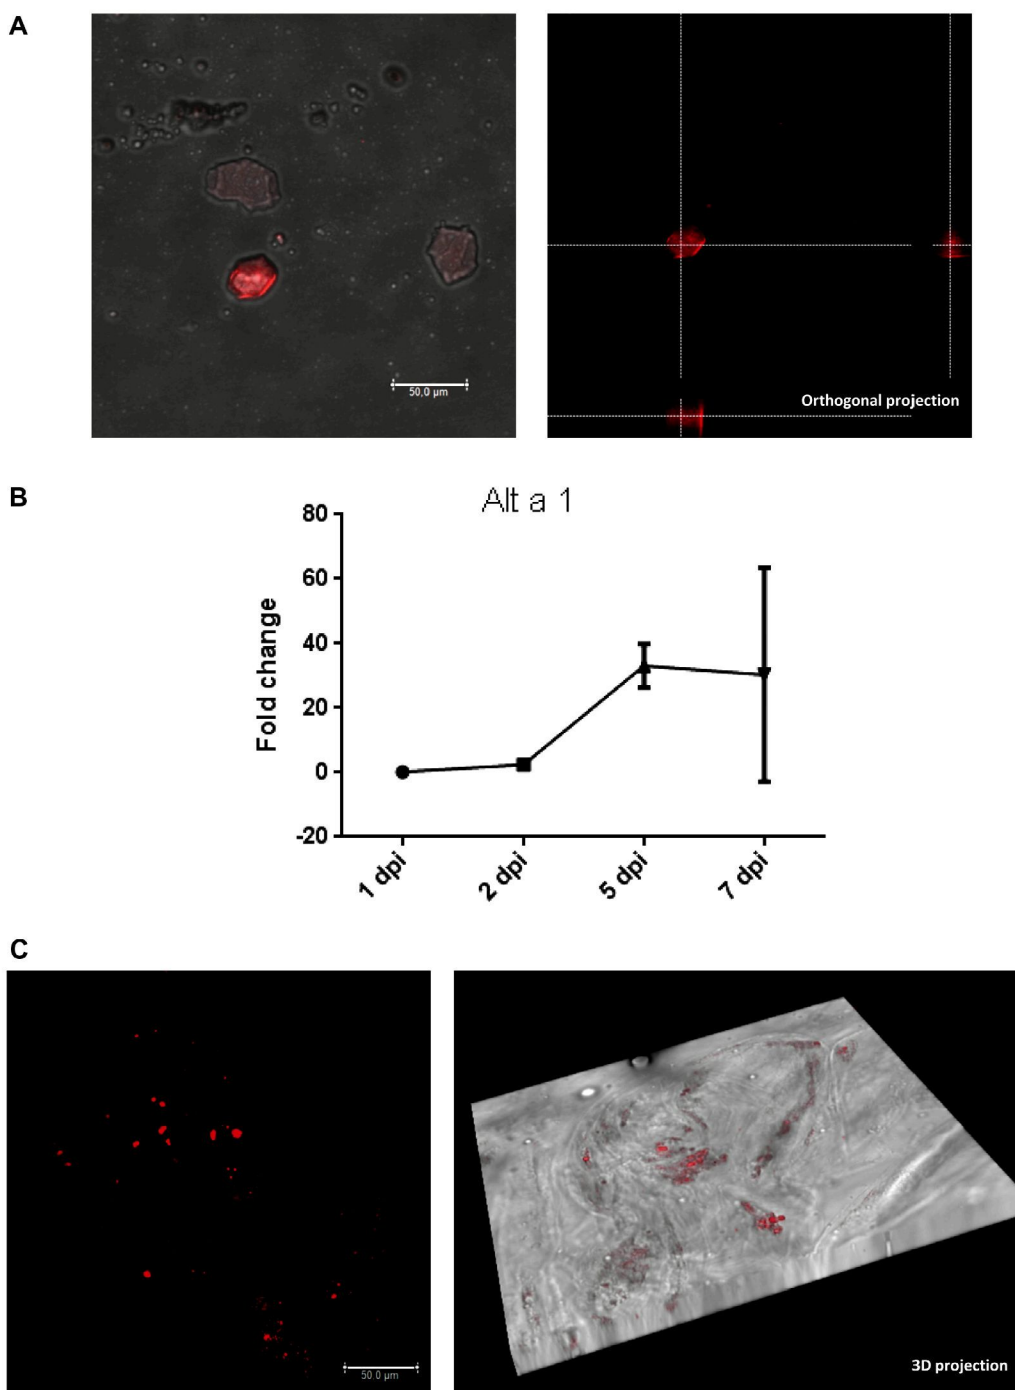 A
50,0 µm
Orthogonal projection
B
Alt a 1
Fold change
80
60
40
20
0
-20
1 dpi
2 dpi
5 dpi
7 dpi
C
50,0 µm
3D projection